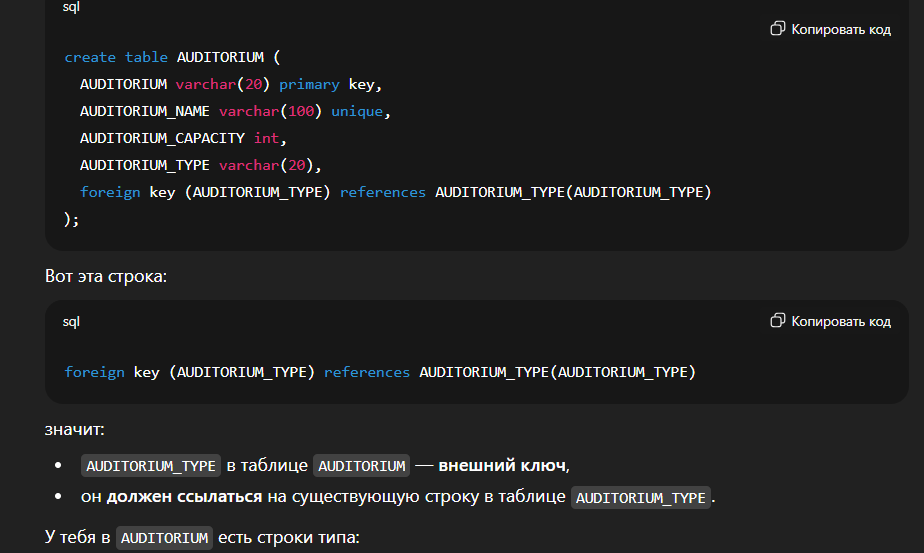 sql
Копировать код
create table AUDITORIUM (
  AUDITORIUM varchar(20) primary key,
  AUDITORIUM_NAME varchar(100) unique,
  AUDITORIUM_CAPACITY int,
  AUDITORIUM_TYPE varchar(20),
  foreign key (AUDITORIUM_TYPE) references AUDITORIUM_TYPE(AUDITORIUM_TYPE)
);
Вот эта строка:
sql
Копировать код
foreign key (AUDITORIUM_TYPE) references AUDITORIUM_TYPE(AUDITORIUM_TYPE)
значит:
• AUDITORIUM_TYPE в таблице AUDITORIUM — внешний ключ,
• он должен ссылаться на существующую строку в таблице AUDITORIUM_TYPE.
У тебя в AUDITORIUM есть строки типа: